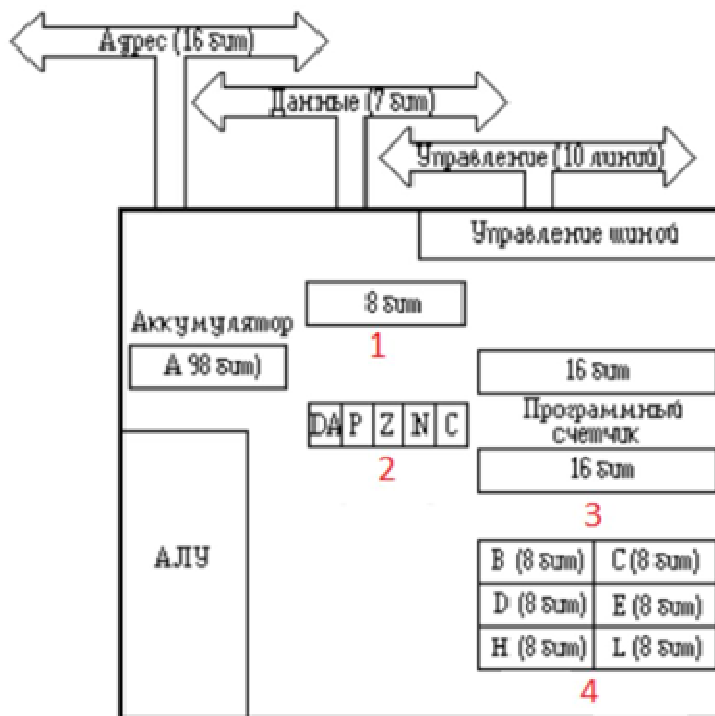 Адрес (16 бит)
Данные (7 бит)
Управление (10 линий)
Управление шиной
8 бит
1
Аккумулятор
А 98 бит)
16 бит
Программный
счетчик
DA P Z N C
2
16 бит
3
АЛУ
B (8 бит) C (8 бит)
D (8 бит) E (8 бит)
H (8 бит) L (8 бит)
4